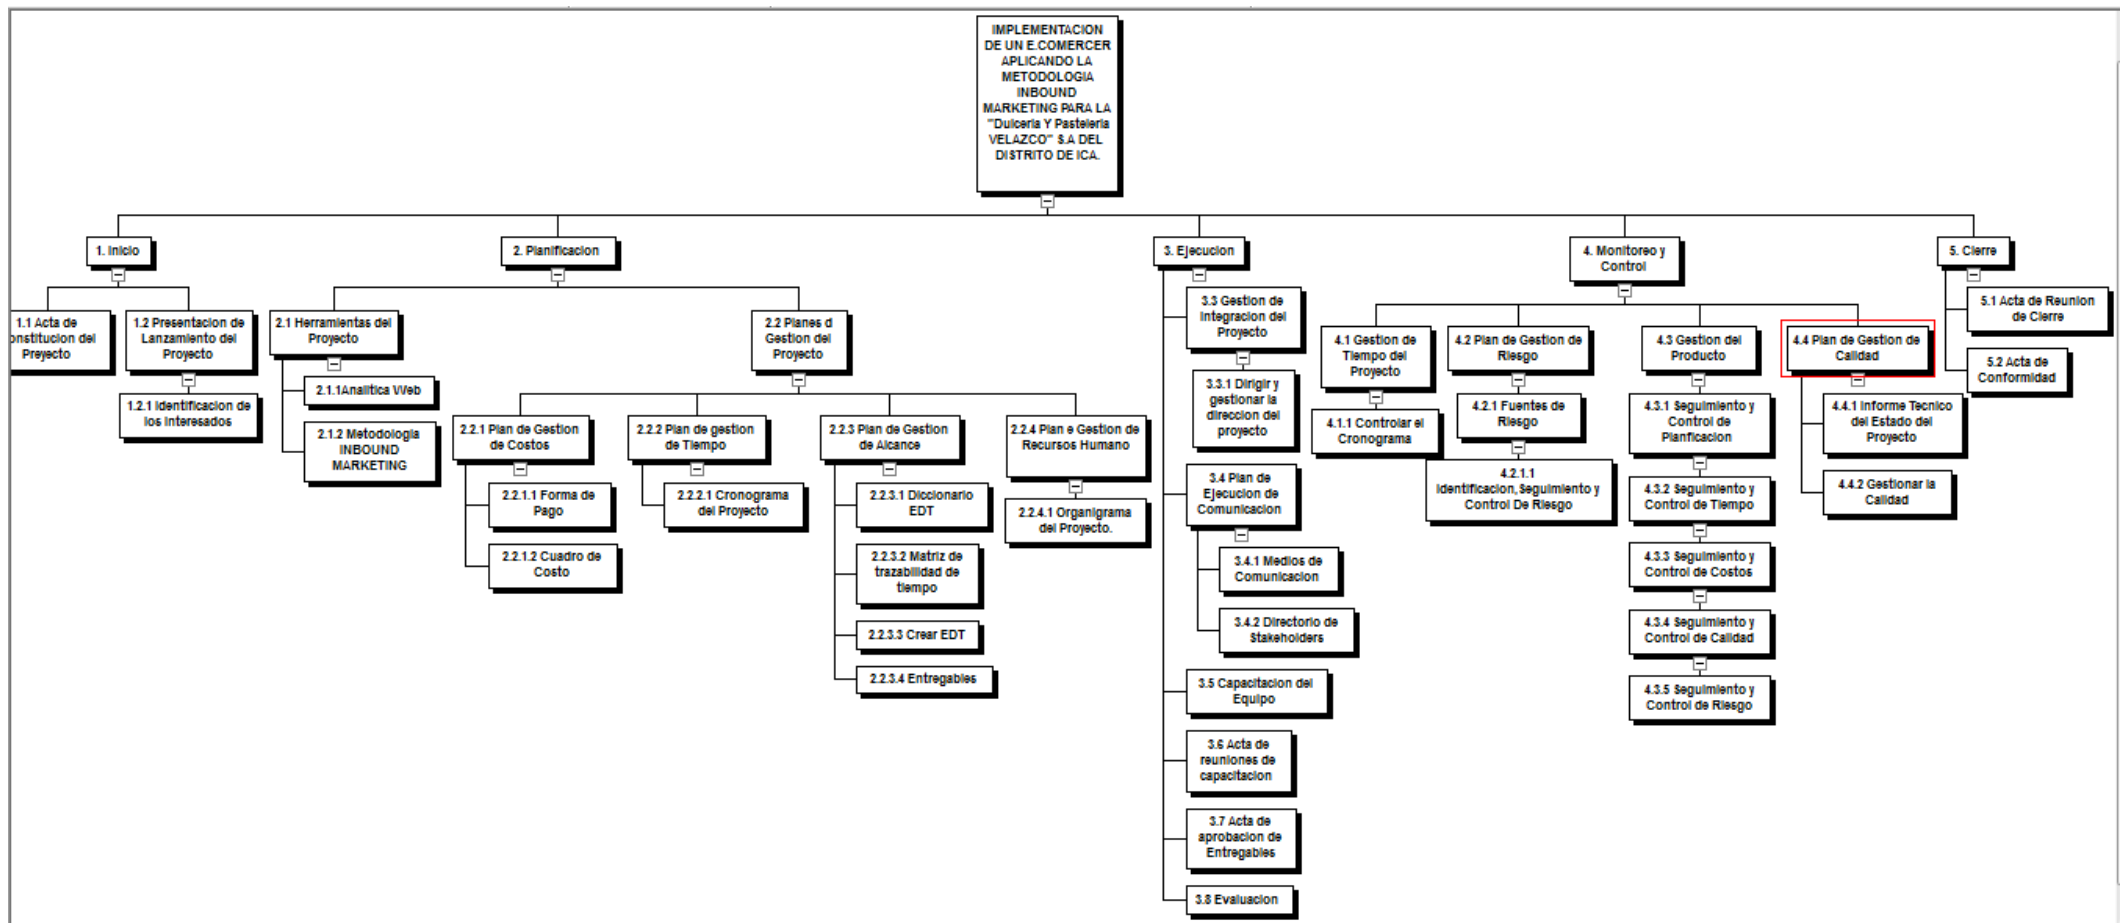 IMPLEMENTACION
DE UN E.COMERCER
APLICANDO LA
METODOLOGIA
INBOUND
MARKETING PARA LA
"Dulceria Y Pasteleria
VELAZCO" S.A DEL
DISTRITO DE ICA.
1. Inicio
2. Planificacion
3. Ejecucion
4. Monitoreo y
Control
5. Cierre
1.1 Acta de
onstitucion del
Preyecto
1.2 Presentacion de
Lanzamiento del
Proyecto
1.2.1 Identificacion de
los Interesados
2.1 Herramientas del
Proyecto
2.1.1Analitica Web
2.1.2 Metodologia
INBOUND
MARKETING
2.2 Planes d
Gestion del
Proyecto
2.2.1 Plan de Gestion
de Costos
2.2.1.1 Forma de
Pago
2.2.1.2 Cuadro de
Costo
2.2.2 Plan de gestion
de Tiempo
2.2.2.1 Cronograma
del Proyecto
2.2.3 Plan de Gestion
de Alcance
2.2.3.1 Diccionario
EDT
2.2.3.2 Matriz de
trazabilidad de
tiempo
2.2.3.3 Crear EDT
2.2.3.4 Entregables
2.2.4 Plan e Gestion de
Recursos Humano
2.2.4.1 Organigrama
del Proyecto.
3.3 Gestion de
Integracion del
Proyecto
3.3.1 Dirigir y
gestionar la
direccion del
proyecto
3.4 Plan de
Ejecucion de
Comunicacion
3.4.1 Medios de
Comunicacion
3.4.2 Directorio de
Stakeholders
3.5 Capacitacion del
Equipo
3.6 Acta de
reuniones de
capacitacion
3.7 Acta de
aprobacion de
Entregables
3.8 Evaluacion
4.1 Gestion de
Tiempo del
Proyecto
4.1.1 Controlar el
Cronograma
4.2 Plan de Gestion de
Riesgo
4.2.1 Fuentes de
Riesgo
4.2.1.1
Identificacion,Seguimiento y
Control De Riesgo
4.3 Gestion del
Producto
4.3.1 Seguimiento y
Control de
Planficacion
4.3.2 Seguimiento y
Control de Tiempo
4.3.3 Seguimiento y
Control de Costos
4.3.4 Seguimiento y
Control de Calidad
4.3.5 Seguimiento y
Control de Riesgo
4.4 Plan de Gestion de
Calidad
4.4.1 Informe Tecnico
del Estado del
Proyecto
4.4.2 Gestionar la
Calidad
5.1 Acta de Reunion
de Cierre
5.2 Acta de
Conformidad